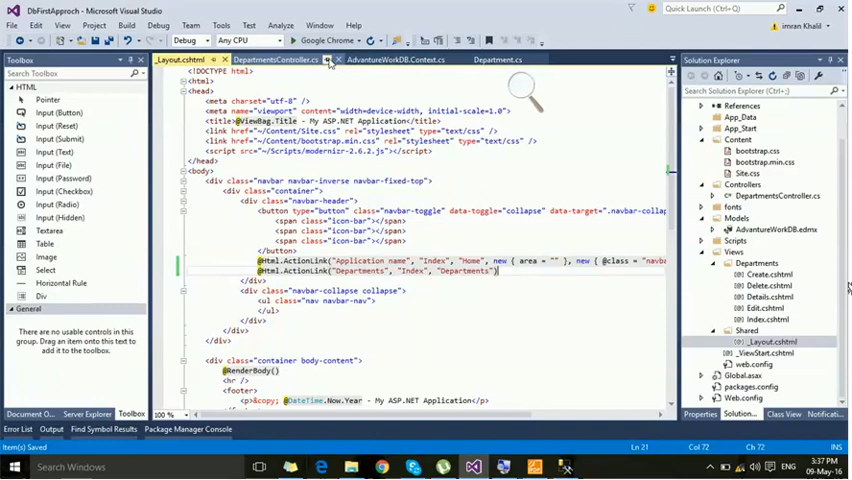 DbFirstApproch - Microsoft Visual Studio
Quick Launch (Ctrl+Q)
File Edit View Project Build Debug Team Tools Test Analyze Window Help
imran Khalil
Debug Any CPU Google Chrome
Toolbox
_Layout.cshtml DepartmentsController.cs AdvantureWorkDB.Context.cs Department.cs
Solution Explorer
Search Toolbox
HTML
Pointer
Input (Button)
Input (Reset)
Input (Submit)
Input (Text)
Input (File)
Input (Password)
Input (Checkbox)
Input (Radio)
Input (Hidden)
Textarea
Table
Image
Select
Horizontal Rule
Div
General
There are no usable controls in this
group. Drag an item onto this text to
add it to the toolbox.
<!DOCTYPE html>
<html>
<head>
<meta charset="utf-8" />
<meta name="viewport" content="width=device-width, initial-scale=1.0">
<title>@ViewBag.Title - My ASP.NET Application</title>
<link href="~/Content/Site.css" rel="stylesheet" type="text/css" />
<link href="~/Content/bootstrap.min.css" rel="stylesheet" type="text/css" />
<script src="~/Scripts/modernizr-2.6.2.js"></script>
</head>
<body>
<div class="navbar navbar-inverse navbar-fixed-top">
<div class="container">
<div class="navbar-header">
<button type="button" class="navbar-toggle" data-toggle="collapse" data-target=".navbar-collaps
<span class="icon-bar"></span>
<span class="icon-bar"></span>
<span class="icon-bar"></span>
</button>
@Html.ActionLink("Application name", "Index", "Home", new { area = "" }, new { @class = "navba
@Html.ActionLink("Departments", "Index", "Departments")
</div>
<div class="navbar-collapse collapse">
<ul class="nav navbar-nav">
</ul>
</div>
</div>
</div>
<div class="container body-content">
@RenderBody()
<hr />
<footer>
<p>&copy; @DateTime.Now.Year - My ASP.NET Application</p>
100 %
Search Solution Explorer (Ctrl+;)
References
App_Data
App_Start
Content
bootstrap.css
bootstrap.min.css
Site.css
Controllers
DepartmentsController.cs
fonts
Models
AdvantureWorkDB.edmx
Scripts
Views
Departments
Create.cshtml
Delete.cshtml
Details.cshtml
Edit.cshtml
Index.cshtml
Shared
_Layout.cshtml
_ViewStart.cshtml
web.config
Global.asax
packages.config
Web.config
Document O... Server Explorer Toolbox
Properties Solution... Class View Notificati...
Error List Output Find Symbol Results Package Manager Console
Item(s) Saved Ln 21 Col 72 Ch 72 INS
Search Windows
ENG
3:37 PM
09-May-16